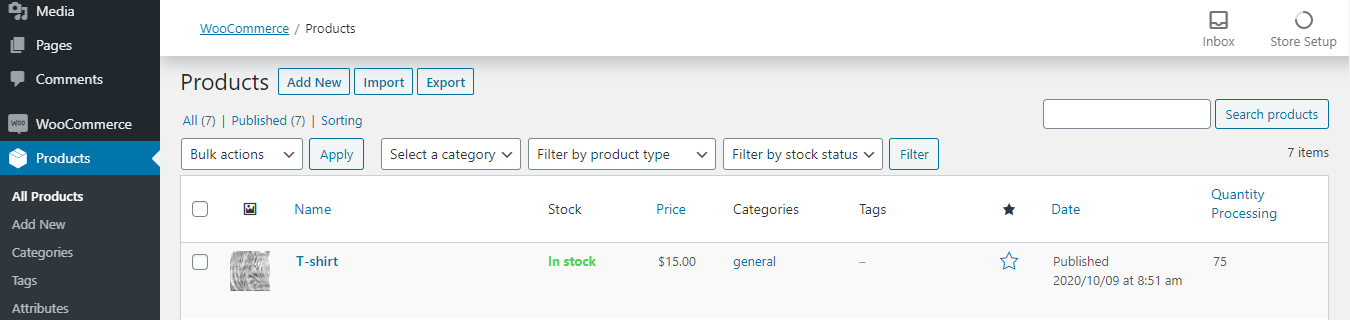 Media
Pages
Comments
WOO WooCommerce
Products
All Products
Add New
Categories
Tags
Attributes
WooCommerce / Products
Inbox
Store Setup
Products Add New Import Export
All (7) | Published (7) | Sorting
Search products
Bulk actions Apply Select a category Filter by product type Filter by stock status Filter
7 items
Name Stock Price Categories Tags Date Quantity
Processing
T-shirt In stock $15.00 general – Published 75
2020/10/09 at 8:51 am